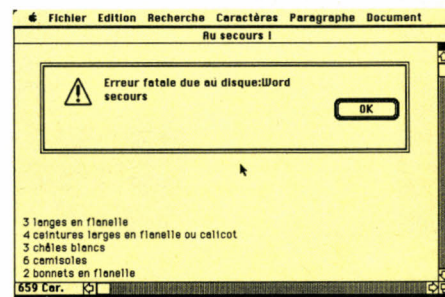 Fichier Edition Recherche Caractères Paragraphe Document
Au secours !
Erreur fatale due au disque:Word
secours
OK
3 langes en flanelle
4 ceintures larges en flanelle ou calicot
3 châles blancs
6 camisoles
2 bonnets en flanelle
659 Car.